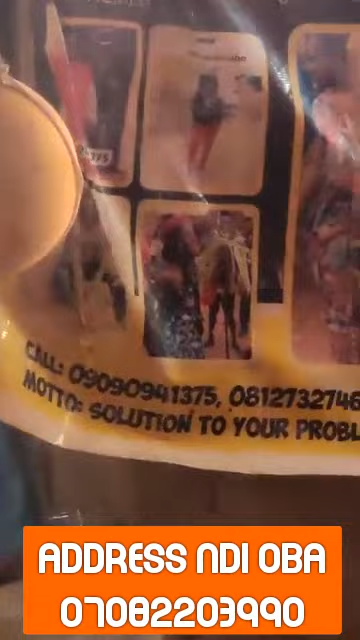 CALL: 09090941375, 0812732746
MOTTO: SOLUTION TO YOUR PROBL
ADDRESS NDI OBA
07082203990